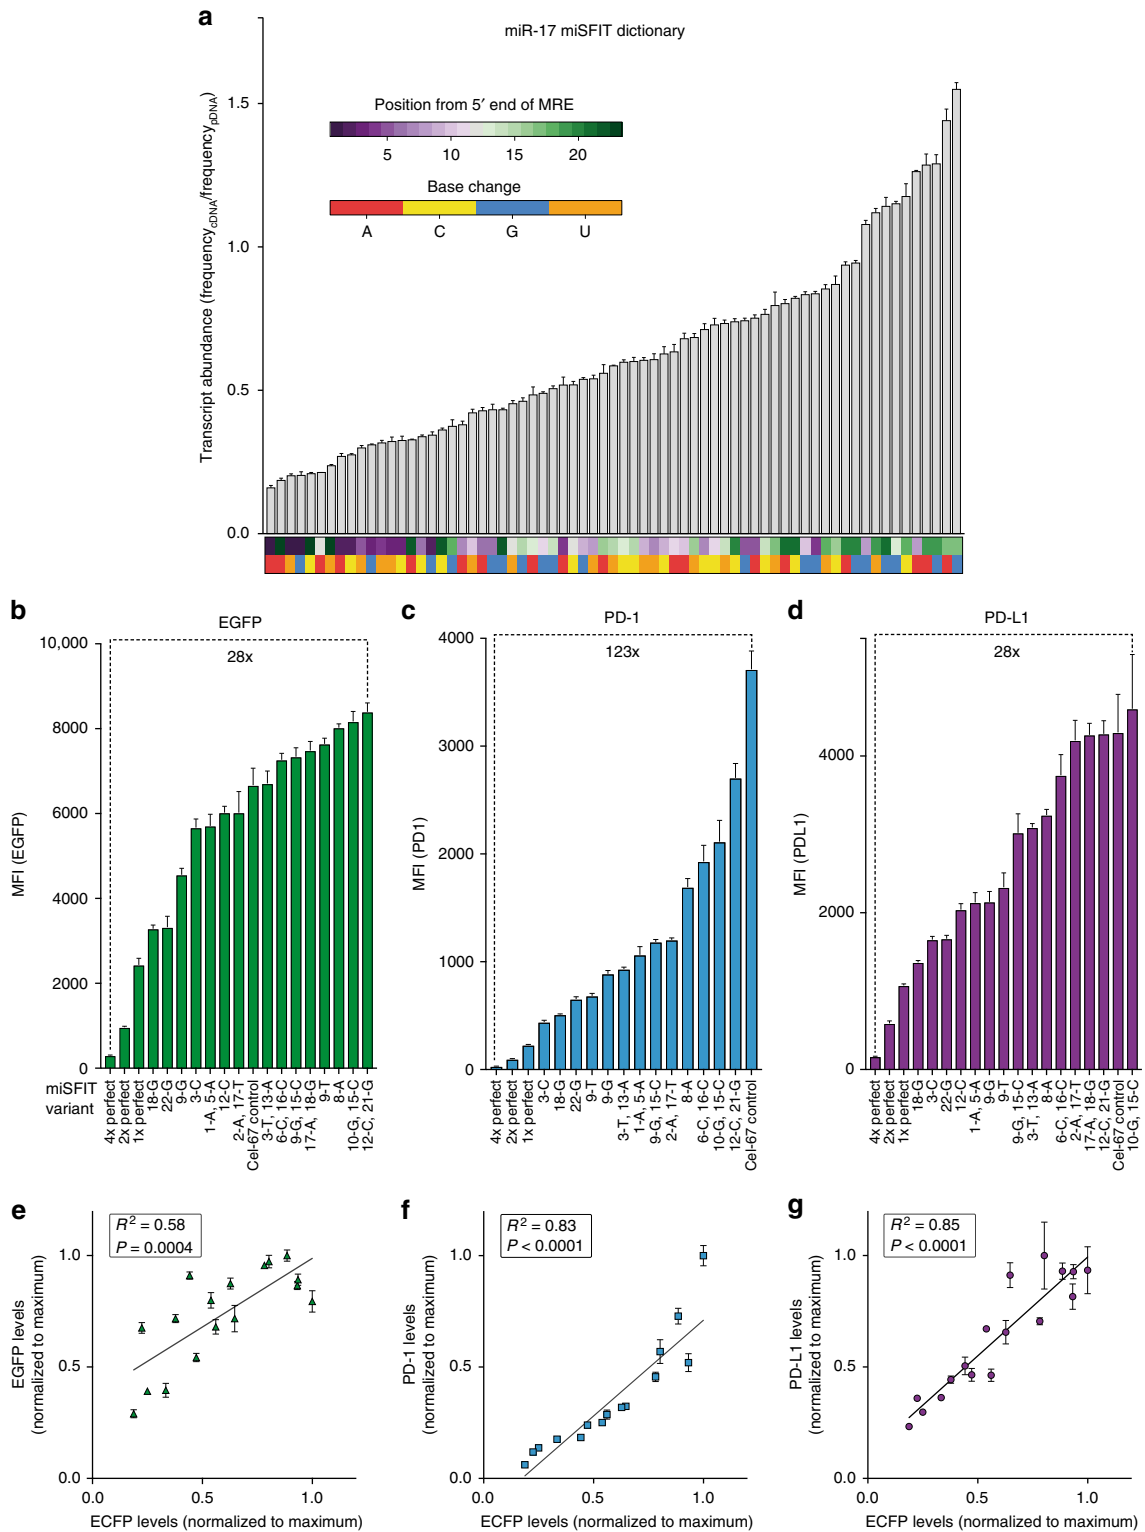 a
miR-17 miSFIT dictionary
Transcript abundance (frequency_cDNA/frequency_pDNA)
1.5
1.0
0.5
0.0
Position from 5′ end of MRE
5 10 15 20
Base change
A C G U
b
EGFP
28x
MFI (EGFP)
10,000
8000
6000
4000
2000
0
miSFIT variant
4x perfect
2x perfect
1x perfect
18-G
22-G
9-G
3-C
1-A, 5-A
12-C
2-A, 17-T
Cel-67 control
3-T, 13-A
6-C, 16-C
9-G, 15-C
17-A, 18-G
9-T
8-A
10-G, 15-C
12-C, 21-G
c
PD-1
123x
MFI (PD1)
4000
3000
2000
1000
0
4x perfect
2x perfect
1x perfect
3-C
18-G
22-G
9-T
9-G
3-T, 13-A
1-A, 5-A
9-G, 15-C
2-A, 17-T
8-A
6-C, 16-C
10-G, 15-C
12-C, 21-G
Cel-67 control
d
PD-L1
28x
MFI (PDL1)
4000
2000
0
4x perfect
2x perfect
1x perfect
18-G
3-C
22-G
12-C
1-A, 5-A
9-G
9-T
9-G, 15-C
3-T, 13-A
8-A
6-C, 16-C
2-A, 17-T
17-A, 18-G
12-C, 21-G
Cel-67 control
10-G, 15-C
e
R² = 0.58
P = 0.0004
EGFP levels
(normalized to maximum)
1.0
0.5
0.0
0.0 0.5 1.0
ECFP levels (normalized to maximum)
f
R² = 0.83
P < 0.0001
PD-1 levels
(normalized to maximum)
1.0
0.5
0.0
0.0 0.5 1.0
ECFP levels (normalized to maximum)
g
R² = 0.85
P < 0.0001
PD-L1 levels
(normalized to maximum)
1.0
0.5
0.0
0.0 0.5 1.0
ECFP levels (normalized to maximum)